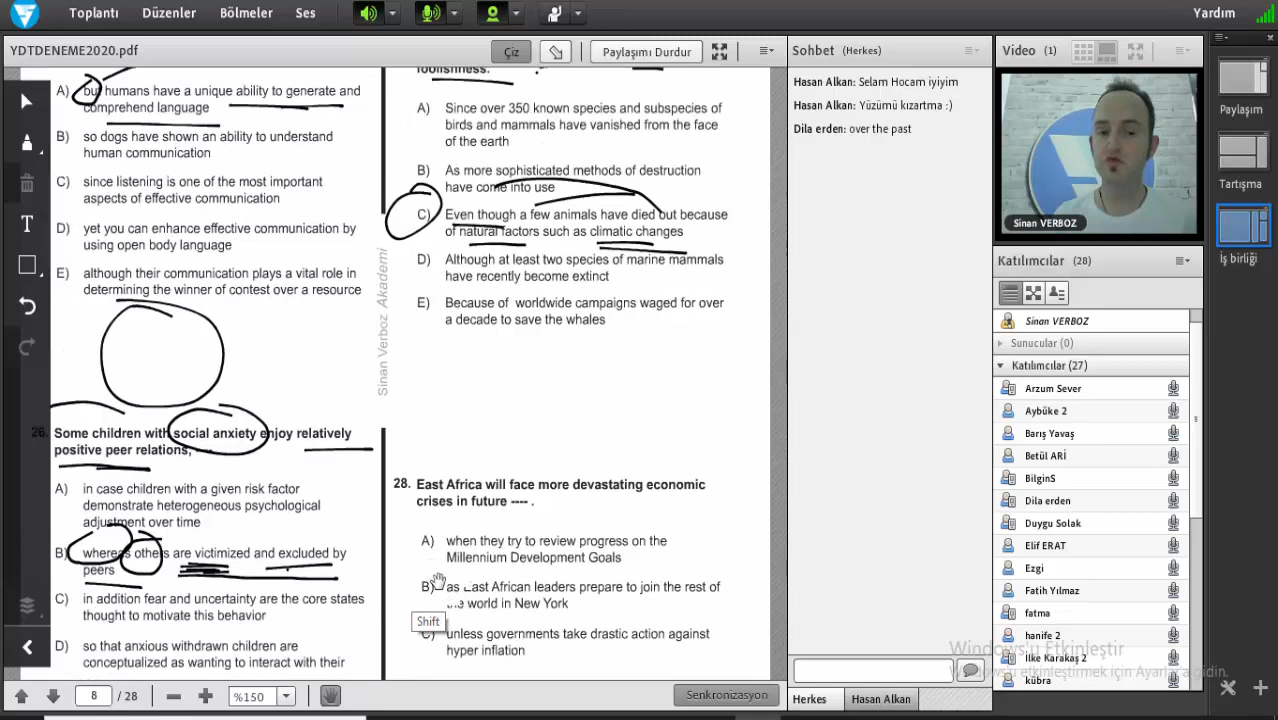 Toplantı Düzenler Bölmeler Ses Yardım
YDTDENEME2020.pdf Çiz Paylaşımı Durdur
A) but humans have a unique ability to generate and
comprehend language
B) so dogs have shown an ability to understand
human communication
C) since listening is one of the most important
aspects of effective communication
D) yet you can enhance effective communication by
using open body language
E) although their communication plays a vital role in
determining the winner of contest over a resource
26. Some children with social anxiety enjoy relatively
positive peer relations, ----
A) in case children with a given risk factor
demonstrate heterogeneous psychological
adjustment over time
B) whereas others are victimized and excluded by
peers
C) in addition fear and uncertainty are the core states
thought to motivate this behavior
D) so that anxious withdrawn children are
conceptualized as wanting to interact with their
Sinan Verboz Akademi
foolishness.
A) Since over 350 known species and subspecies of
birds and mammals have vanished from the face
of the earth
B) As more sophisticated methods of destruction
have come into use
C) Even though a few animals have died out because
of natural factors such as climatic changes
D) Although at least two species of marine mammals
have recently become extinct
E) Because of worldwide campaigns waged for over
a decade to save the whales
28. East Africa will face more devastating economic
crises in future ---- .
A) when they try to review progress on the
Millennium Development Goals
B) as East African leaders prepare to join the rest of
the world in New York
Shift
C) unless governments take drastic action against
hyper inflation
8 / 28 %150 Senkronizasyon
Sohbet (Herkes)
Hasan Alkan: Selam Hocam iyiyim
Hasan Alkan: Yüzümü kızartma :)
Dila erden: over the past
Herkes Hasan Alkan
Video (1)
Sinan VERBOZ
Katılımcılar (28)
Sinan VERBOZ
Sunucular (0)
Katılımcılar (27)
Arzum Sever
Aybüke 2
Barış Yavaş
Betül ARİ
BilginS
Dila erden
Duygu Solak
Elif ERAT
Ezgi
Fatih Yılmaz
fatma
hanife 2
İlke Karakaş 2
kübra
Paylaşım
Tartışma
İş birliği
Windows'u Etkinleştir
Windows'u etkinleştirmek için Ayarlar'a gidin.